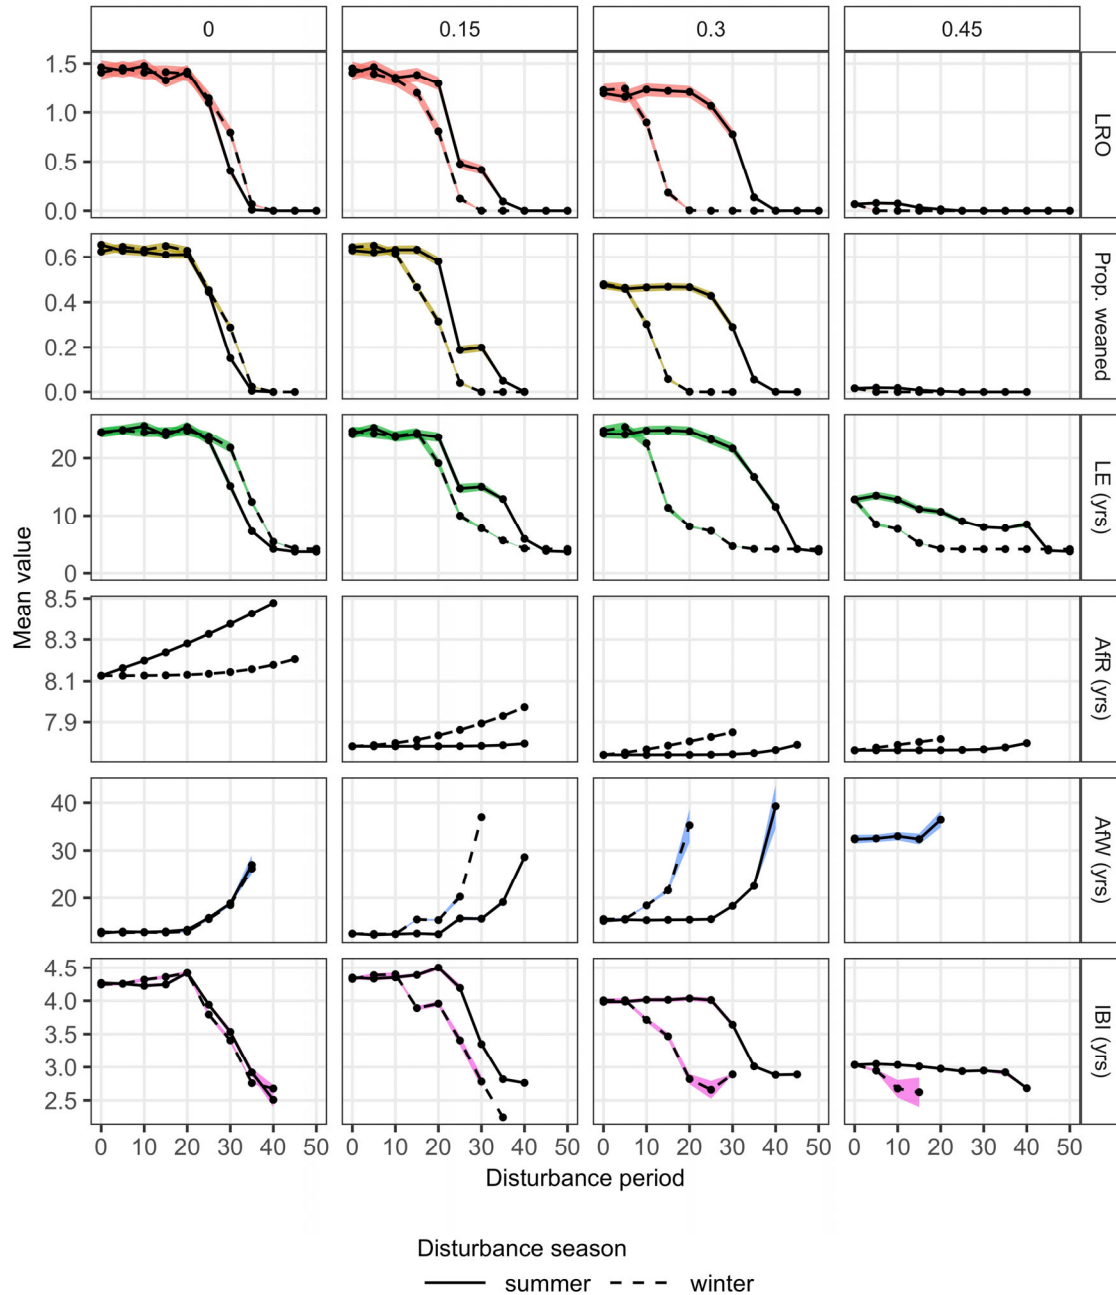 0 0.15 0.3 0.45
1.5
1.0
0.5
0.0
LRO
0.6
0.4
0.2
0.0
Prop. weaned
20
10
0
LE (yrs)
8.5
8.3
8.1
7.9
AfR (yrs)
40
30
20
AfW (yrs)
4.5
4.0
3.5
3.0
2.5
IBI (yrs)
Mean value
0 10 20 30 40 50 0 10 20 30 40 50 0 10 20 30 40 50 0 10 20 30 40 50
Disturbance period
Disturbance season
summer winter